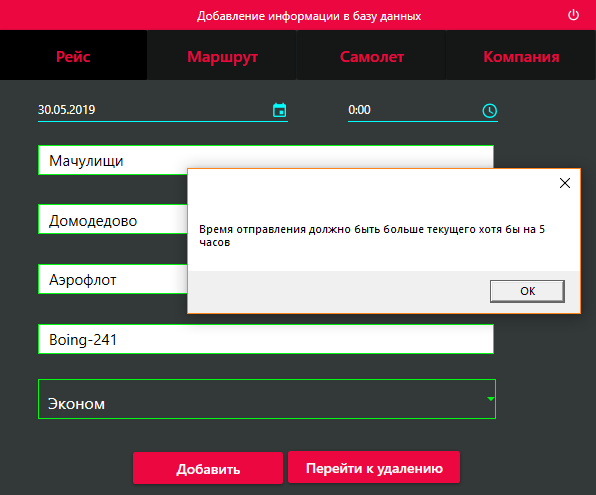 Добавление информации в базу данных
Рейс Маршрут Самолет Компания
30.05.2019 0:00
Мачулищи
Домодедово
Время отправления должно быть больше текущего хотя бы на 5
часов
Аэрофлот
OK
Boing-241
Эконом
Добавить Перейти к удалению